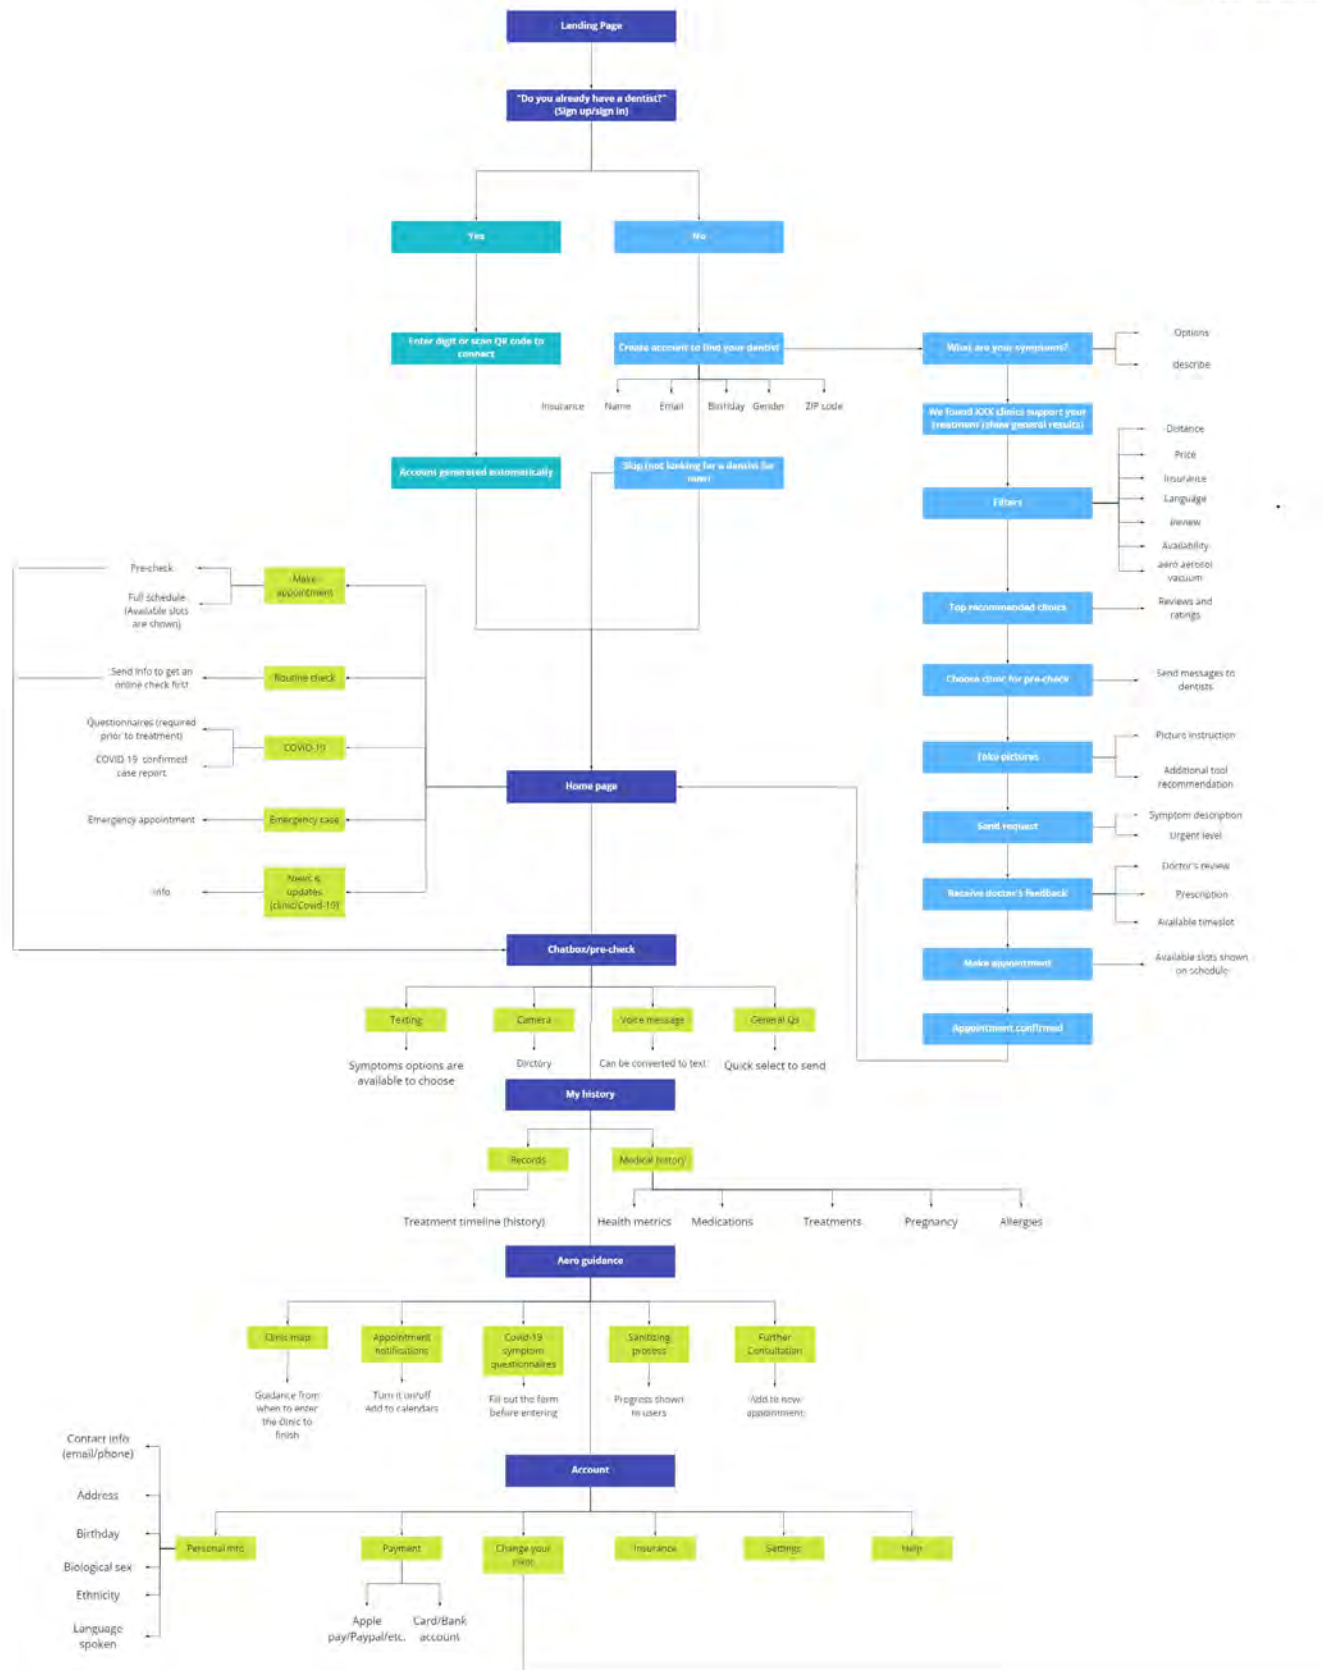 Landing Page
"Do you already have a dentist?"
(Sign up/sign in)
Yes
No
Enter digit or scan QR code to
connect
Create account to find your dentist
What are your symptoms?
Options
describe
Insurance
Name
Email
Birthday
Gender
ZIP code
We found XXX clinics support your
treatment (show general results)
Account generated automatically
Skip (not looking for a dentist for
now)
Filters
Distance
Price
Insurance
Language
Review
Availability
aero aerosol
vacuum
Top recommended clinics
Reviews and
ratings
Choose clinic for pre-check
Send messages to
dentists
Take pictures
Picture instruction
Additional tool
recommendation
Send request
Symptom description
Urgent level
Receive doctor's feedback
Doctor's review
Prescription
Available timeslot
Make appointment
Available slots shown
on schedule
Appointment confirmed
Make
appointment
Pre-check
Full schedule
(Available slots
are shown)
Routine check
Send info to get an
online check first
COVID-19
Questionnaires (required
prior to treatment)
COVID 19 confirmed
case report
Emergency case
Emergency appointment
News &
updates
(clinic/Covid-19)
Info
Home page
Chatbox/pre-check
Texting
Camera
Voice message
General Qs
Symptoms options are
available to choose
Dirctory
Can be converted to text
Quick select to send
My history
Records
Medical history
Treatment timeline (history)
Health metrics
Medications
Treatments
Pregnancy
Allergies
Aero guidance
Clinic map
Appointment
notifications
Covid-19
symptom
questionnaires
Sanitizing
process
Further
Consultation
Guidance from
when to enter
the clinic to
finish
Turn it on/off
Add to calendars
Fill out the form
before entering
Progress shown
to users
Add to new
appointment
Account
Personal info
Payment
Change your
clinic
Insurance
Settings
Help
Contact info
(email/phone)
Address
Birthday
Biological sex
Ethnicity
Language
spoken
Apple
pay/Paypal/etc.
Card/Bank
account